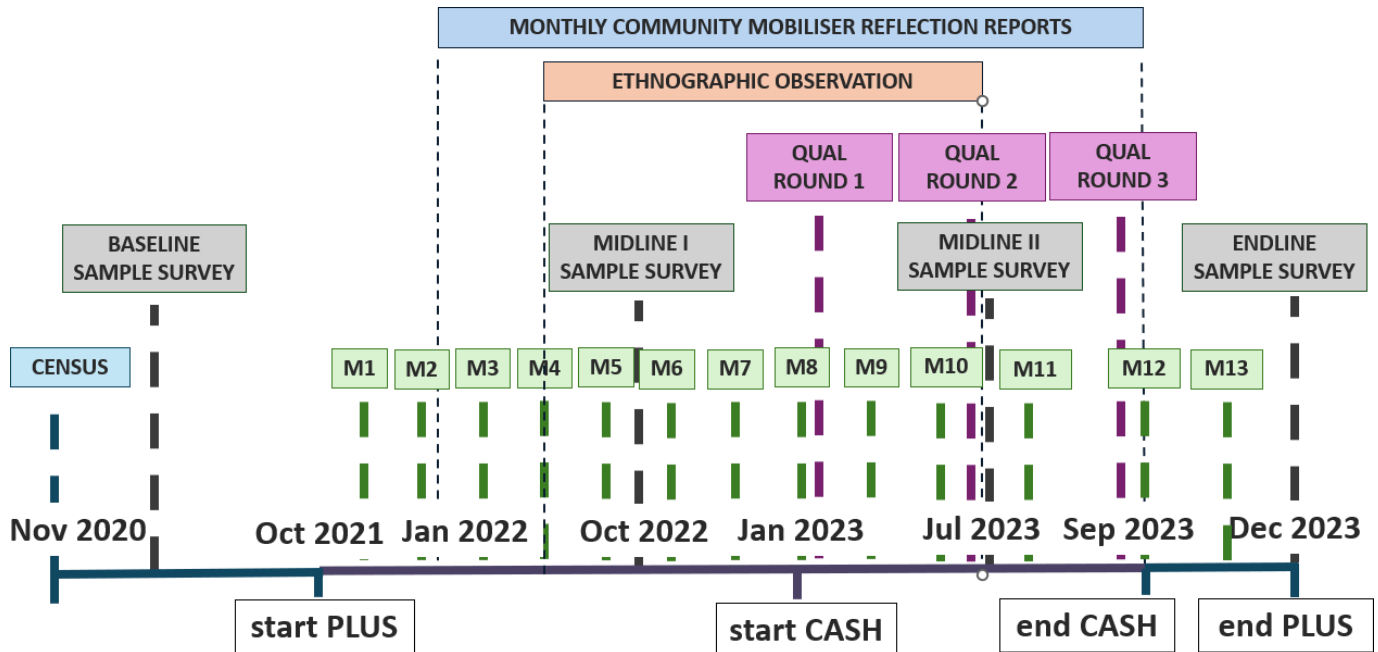 MONTHLY COMMUNITY MOBILISER REFLECTION REPORTS
ETHNOGRAPHIC OBSERVATION
QUAL
ROUND 1
QUAL
ROUND 2
QUAL
ROUND 3
BASELINE
SAMPLE SURVEY
MIDLINE I
SAMPLE SURVEY
MIDLINE II
SAMPLE SURVEY
ENDLINE
SAMPLE SURVEY
CENSUS
M1
M2
M3
M4
M5
M6
M7
M8
M9
M10
M11
M12
M13
Nov 2020
Oct 2021
Jan 2022
Oct 2022
Jan 2023
Jul 2023
Sep 2023
Dec 2023
start PLUS
start CASH
end CASH
end PLUS